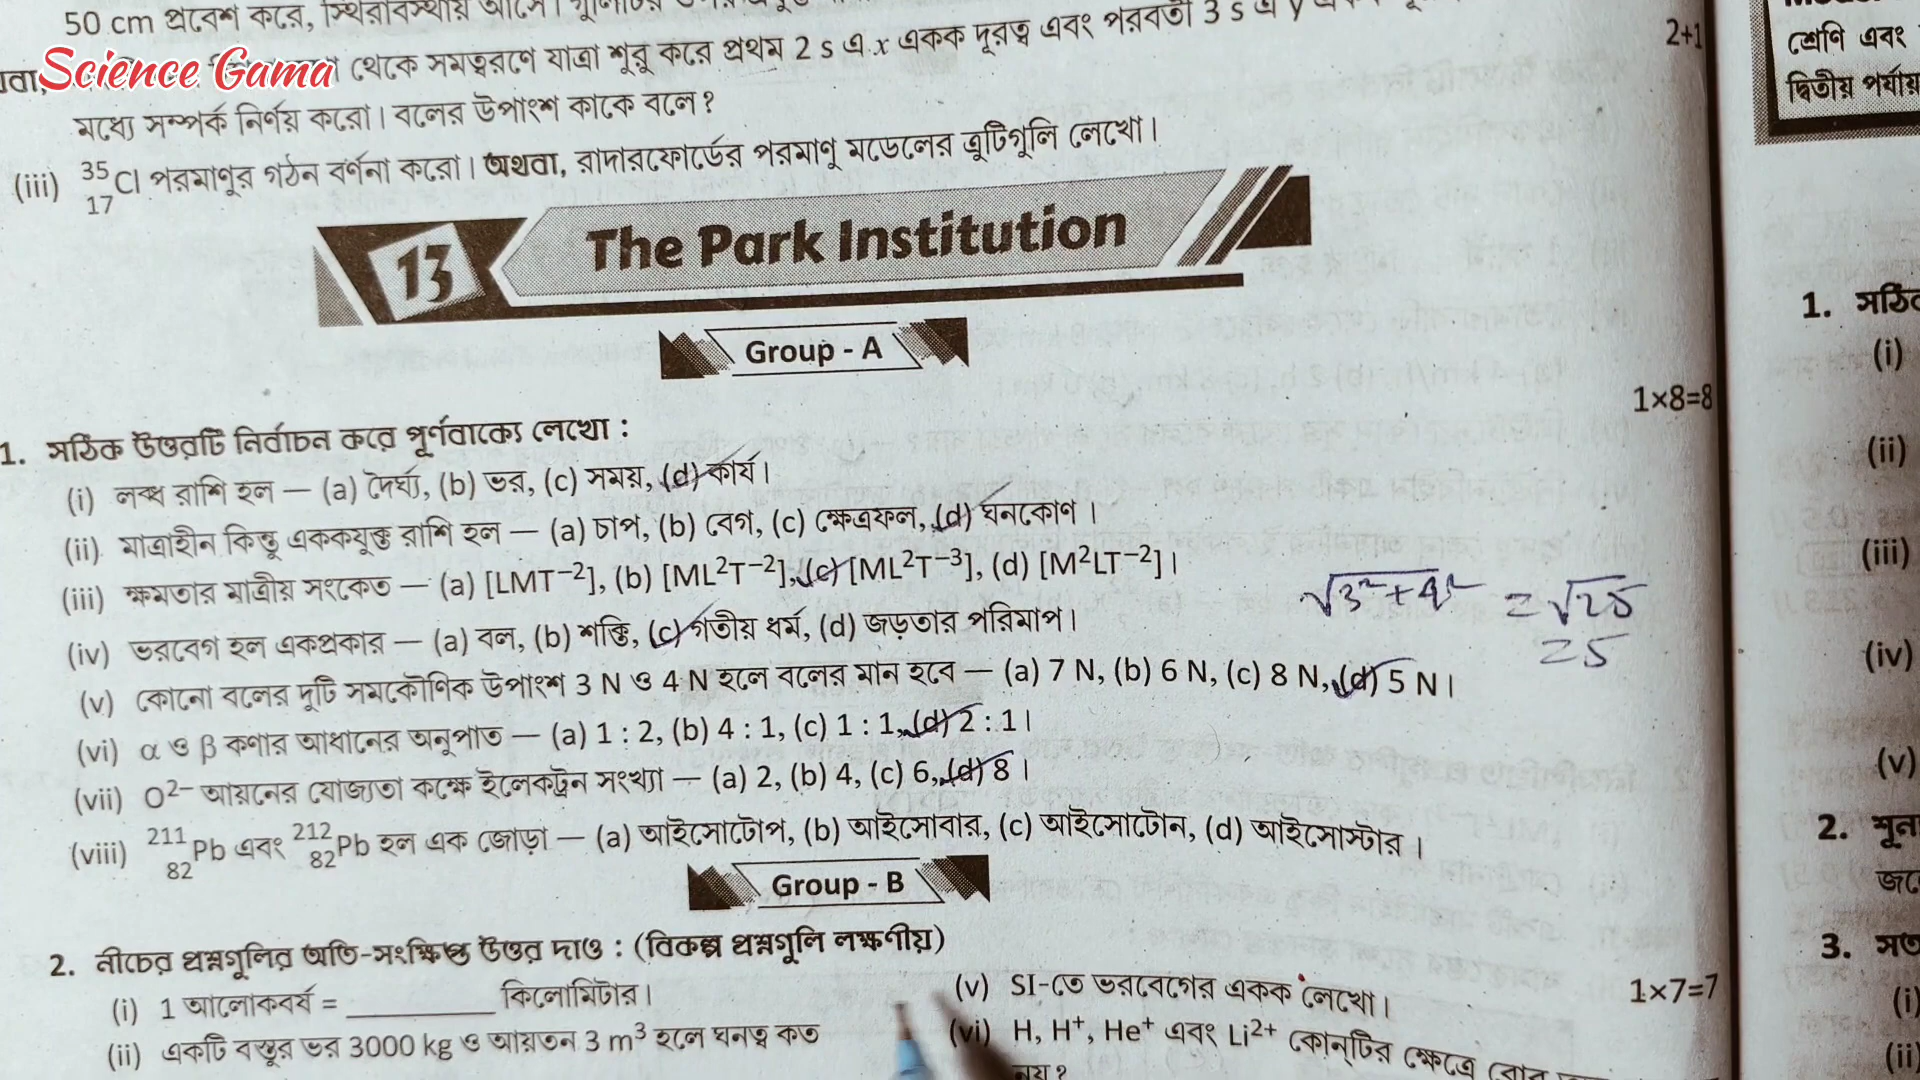 50 cm প্রবেশ করে, স্থিরাবস্থায় আসে।
Science Gama
থেকে সমত্বরণে যাত্রা শুরু করে প্রথম 2 s এ x একক দূরত্ব এবং পরবর্তী 3 s এ y
2+1
মধ্যে সম্পর্ক নির্ণয় করো। বলের উপাংশ কাকে বলে?
(iii) ³⁵₁₇Cl পরমাণুর গঠন বর্ণনা করো। অথবা, রাদারফোর্ডের পরমাণু মডেলের ত্রুটিগুলি লেখো।
13 The Park Institution
Group - A
1. সঠিক উত্তরটি নির্বাচন করে পূর্ণবাক্যে লেখো : 1×8=8
(i) লব্ধ রাশি হল — (a) দৈর্ঘ্য, (b) ভর, (c) সময়, (d) কার্য।
(ii) মাত্রাহীন কিন্তু এককযুক্ত রাশি হল — (a) চাপ, (b) বেগ, (c) ক্ষেত্রফল, (d) ঘনকোণ।
(iii) ক্ষমতার মাত্রীয় সংকেত — (a) [LMT⁻²], (b) [ML²T⁻²], (c) [ML²T⁻³], (d) [M²LT⁻²]।
√3²+4² = √25
= 5
(iv) ভরবেগ হল একপ্রকার — (a) বল, (b) শক্তি, (c) গতীয় ধর্ম, (d) জড়তার পরিমাপ।
(v) কোনো বলের দুটি সমকৌণিক উপাংশ 3 N ও 4 N হলে বলের মান হবে — (a) 7 N, (b) 6 N, (c) 8 N, (d) 5 N।
(vi) α ও β কণার আধানের অনুপাত — (a) 1 : 2, (b) 4 : 1, (c) 1 : 1, (d) 2 : 1।
(vii) O²⁻ আয়নের যোজ্যতা কক্ষে ইলেকট্রন সংখ্যা — (a) 2, (b) 4, (c) 6, (d) 8।
(viii) ²¹¹₈₂Pb এবং ²¹²₈₂Pb হল এক জোড়া — (a) আইসোটোপ, (b) আইসোবার, (c) আইসোটোন, (d) আইসোস্টার।
Group - B
2. নীচের প্রশ্নগুলির অতি-সংক্ষিপ্ত উত্তর দাও : (বিকল্প প্রশ্নগুলি লক্ষণীয়) 1×7=7
(i) 1 আলোকবর্ষ = ________ কিলোমিটার।
(ii) একটি বস্তুর ভর 3000 kg ও আয়তন 3 m³ হলে ঘনত্ব কত
(v) SI-তে ভরবেগের একক লেখো।
(vi) H, H⁺, He⁺ এবং Li²⁺ কোন্‌টির ক্ষেত্রে বোর
নয়?
শ্রেণি এবং
দ্বিতীয় পর্যায়
1.
(i)
(ii)
(iii)
(iv)
(v)
2.
3.
(i)
(ii)